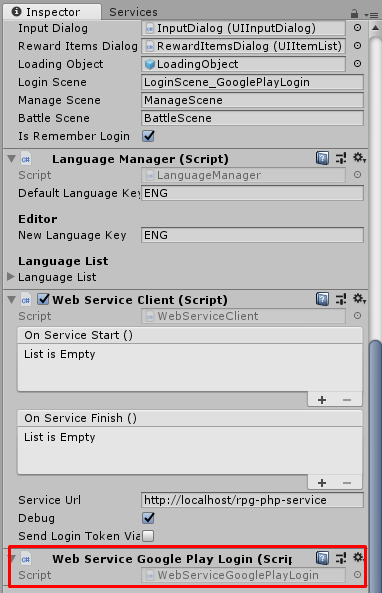 Inspector Services
Input Dialog InputDialog (UIInputDialog)
Reward Items Dialog RewardItemsDialog (UIItemList)
Loading Object LoadingObject
Login Scene LoginScene_GooglePlayLogin
Manage Scene ManageScene
Battle Scene BattleScene
Is Remember Login
C# Language Manager (Script)
Script LanguageManager
Default Language Key ENG
Editor
New Language Key ENG
Language List
Language List
C# Web Service Client (Script)
Script WebServiceClient
On Service Start ()
List is Empty
+ −
On Service Finish ()
List is Empty
+ −
Service Url http://localhost/rpg-php-service
Debug
Send Login Token Via
C# Web Service Google Play Login (Scrip
Script WebServiceGooglePlayLogin